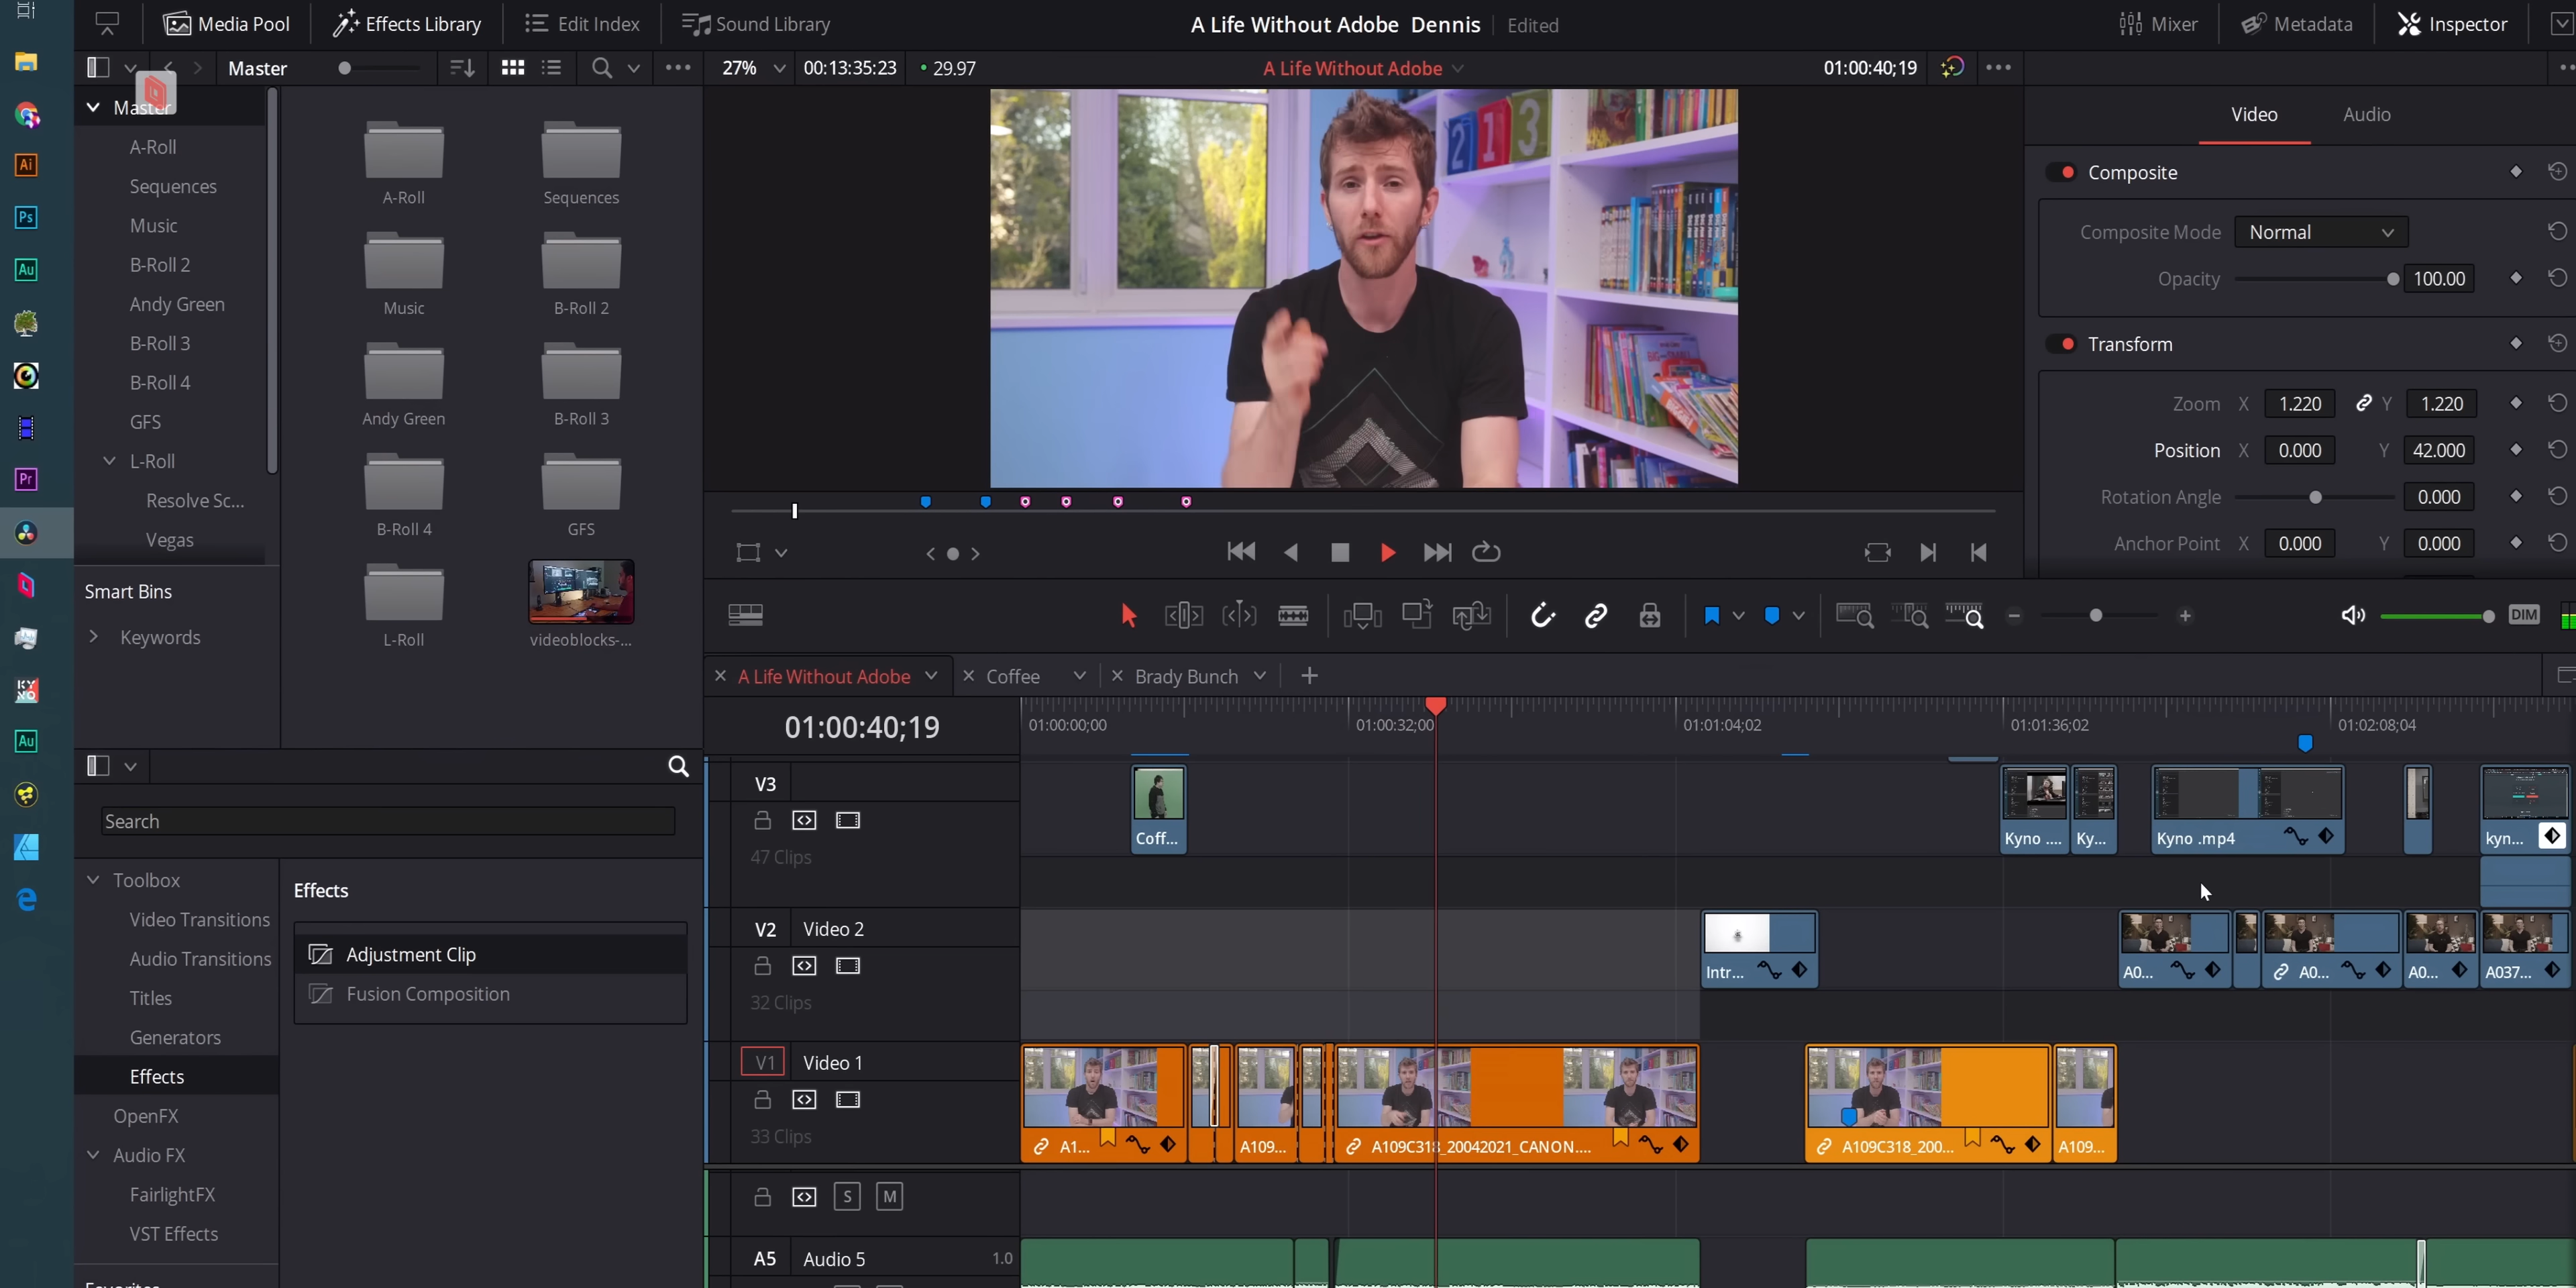 Media Pool
Effects Library
Edit Index
Sound Library
A Life Without Adobe Dennis
Edited
Mixer
Metadata
Inspector
Master
27%
00:13:35:23
29.97
A Life Without Adobe
01:00:40;19
Master
A-Roll
Sequences
Music
B-Roll 2
Andy Green
B-Roll 3
B-Roll 4
GFS
L-Roll
Resolve Sc...
Vegas
Smart Bins
Keywords
A-Roll
Sequences
Music
B-Roll 2
Andy Green
B-Roll 3
B-Roll 4
GFS
L-Roll
videoblocks-...
Ai
Ps
Au
Pr
KY
NO
Au
213
Video
Audio
Composite
Composite Mode
Normal
Opacity
100.00
Transform
Zoom X 1.220 Y 1.220
Position X 0.000 Y 42.000
Rotation Angle 0.000
Anchor Point X 0.000 Y 0.000
DIM
A Life Without Adobe
Coffee
Brady Bunch
01:00:40;19
01:00:00;00
01:00:32;00
01:01:04;02
01:01:36;02
01:02:08;04
V3
47 Clips
Coff...
Kyno ....
Ky...
Kyno .mp4
kyn...
V2
Video 2
32 Clips
Intr...
A0...
A0...
A0...
A037...
V1
Video 1
33 Clips
A1...
A109...
A109C318_20042021_CANON....
A109C318_200...
A109...
S
M
A5
Audio 5
1.0
Search
Toolbox
Video Transitions
Audio Transitions
Titles
Generators
Effects
OpenFX
Audio FX
FairlightFX
VST Effects
Effects
Adjustment Clip
Fusion Composition